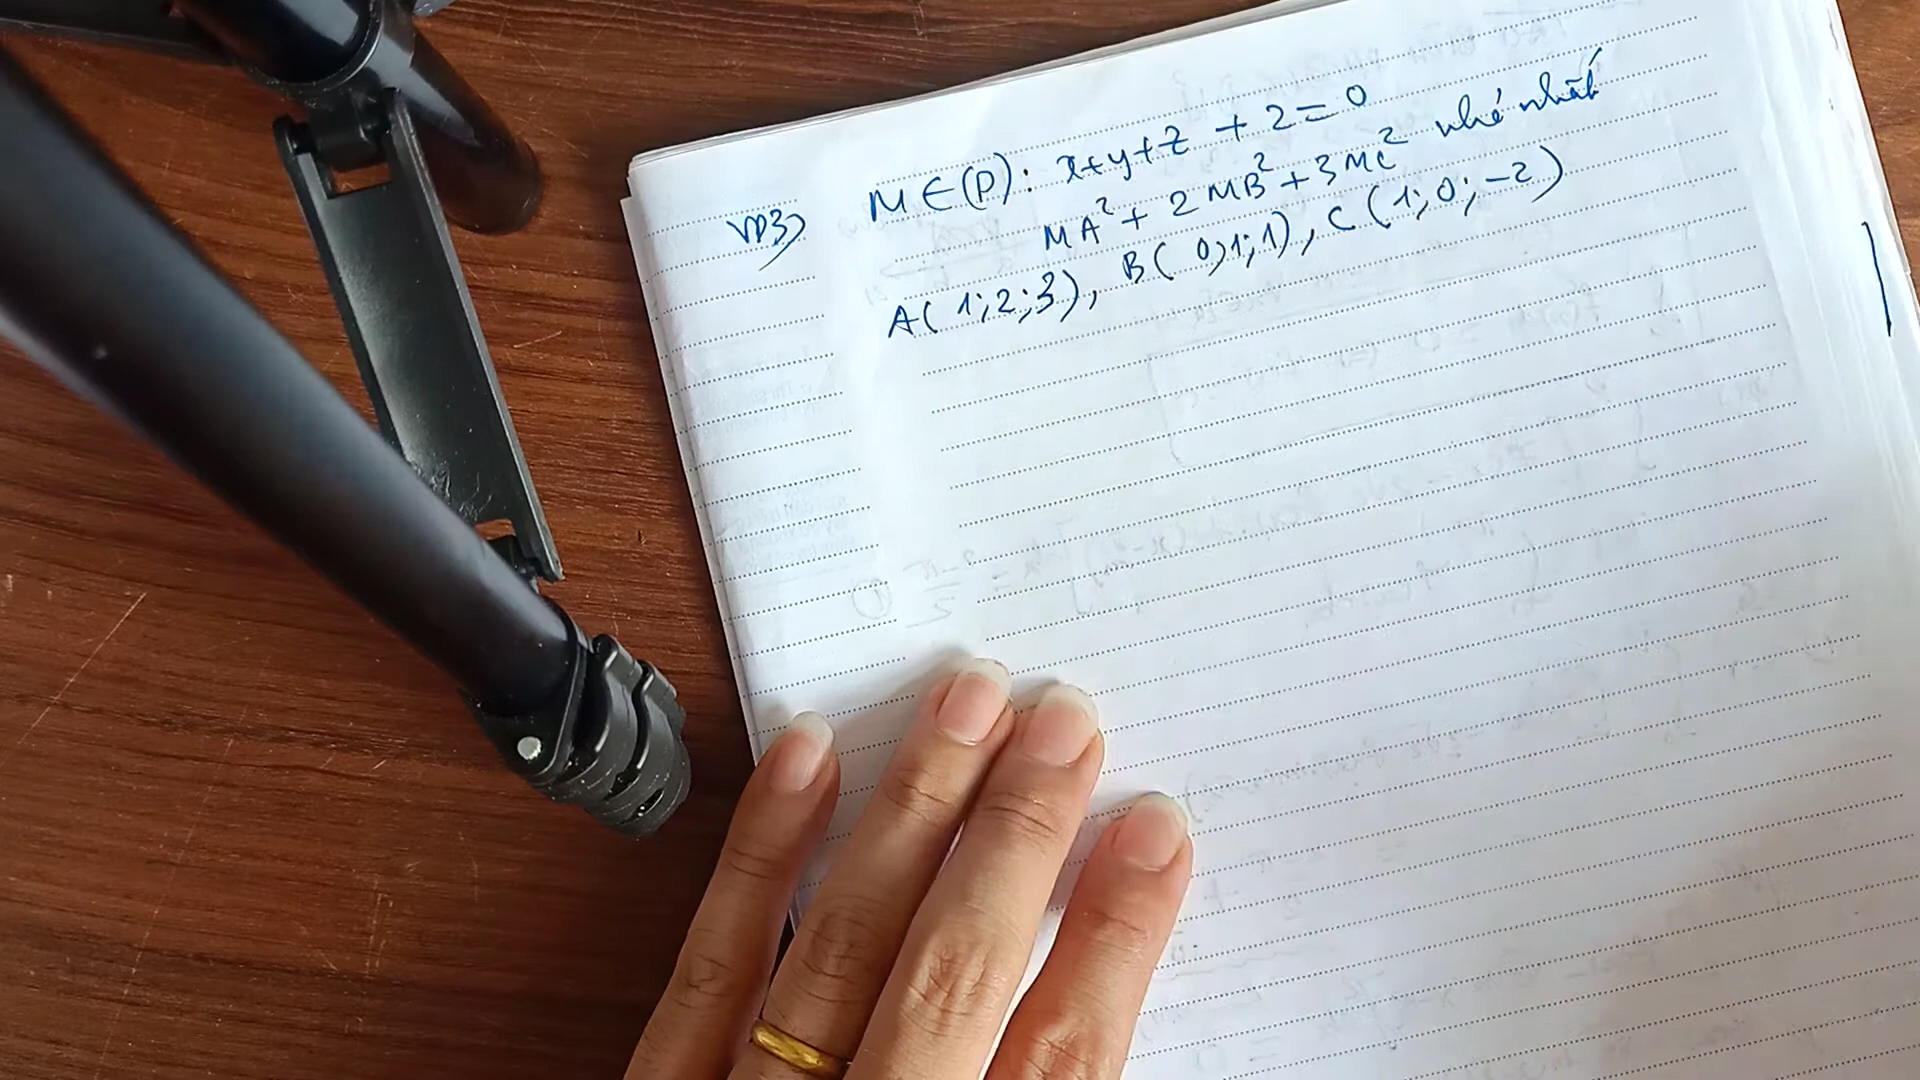 VD3) M ∈ (P): x+y+z + 2 = 0
MA² + 2MB² + 3MC² nhỏ nhất
A(1;2;3), B(0;1;1), C(1;0;-2)